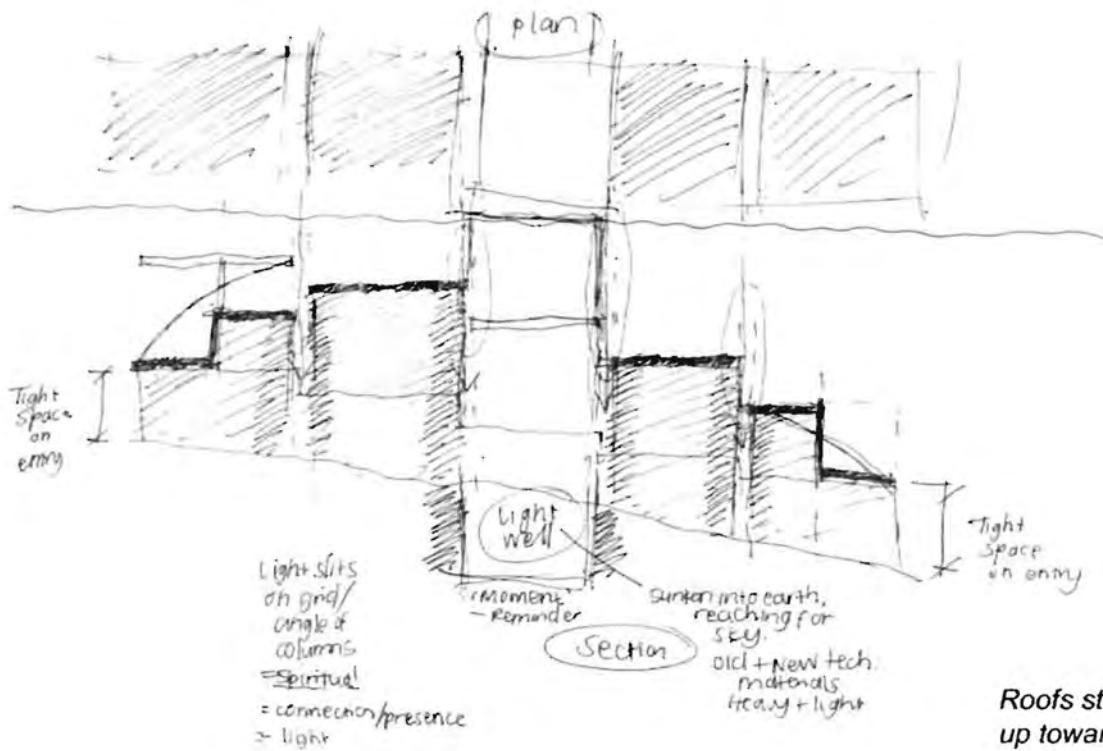 plan
Tight
Space
on
entry
Light
well
Tight
Space
on entry
Light slits
on grid/
angle of
columns
=Spiritual
= connection/presence
= light
'Moment'
- Reminder
sunken into earth,
reaching for
sky.
Old + New tech.
materials
Heavy + light
Section
Roofs st
up towar